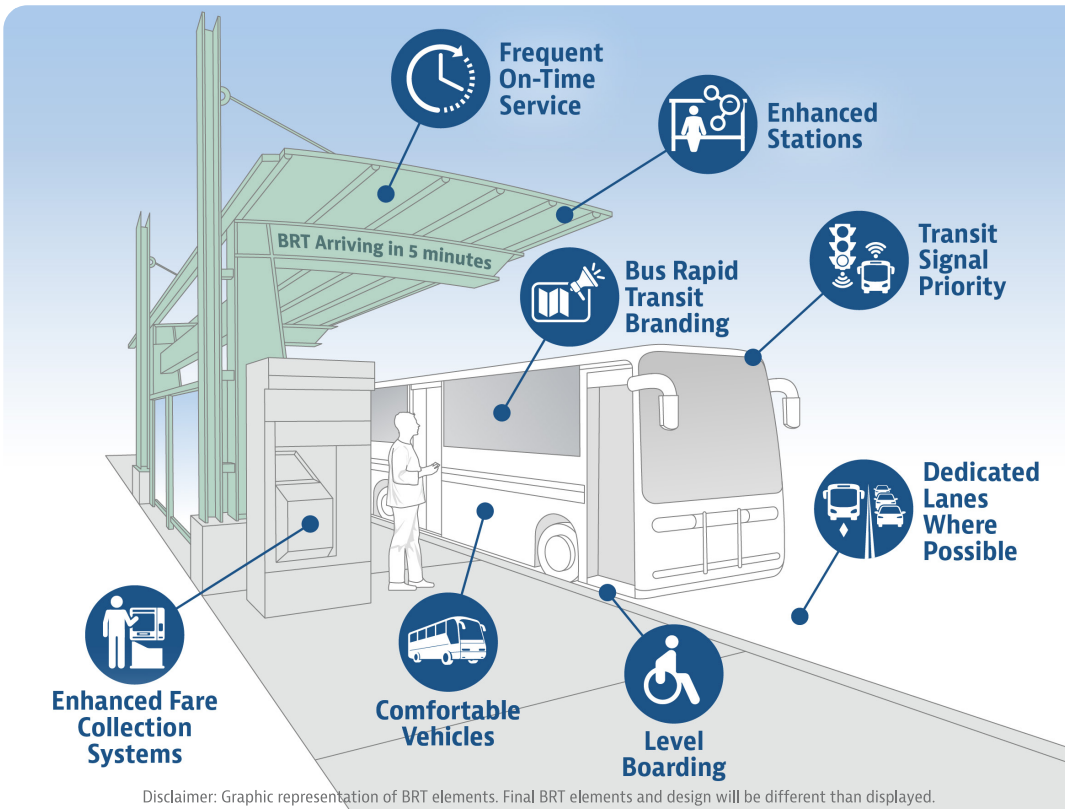 Frequent
On-Time
Service
Enhanced
Stations
BRT Arriving in 5 minutes
Bus Rapid
Transit
Branding
Transit
Signal
Priority
Dedicated
Lanes
Where
Possible
Enhanced Fare
Collection
Systems
Comfortable
Vehicles
Level
Boarding
Disclaimer: Graphic representation of BRT elements. Final BRT elements and design will be different than displayed.